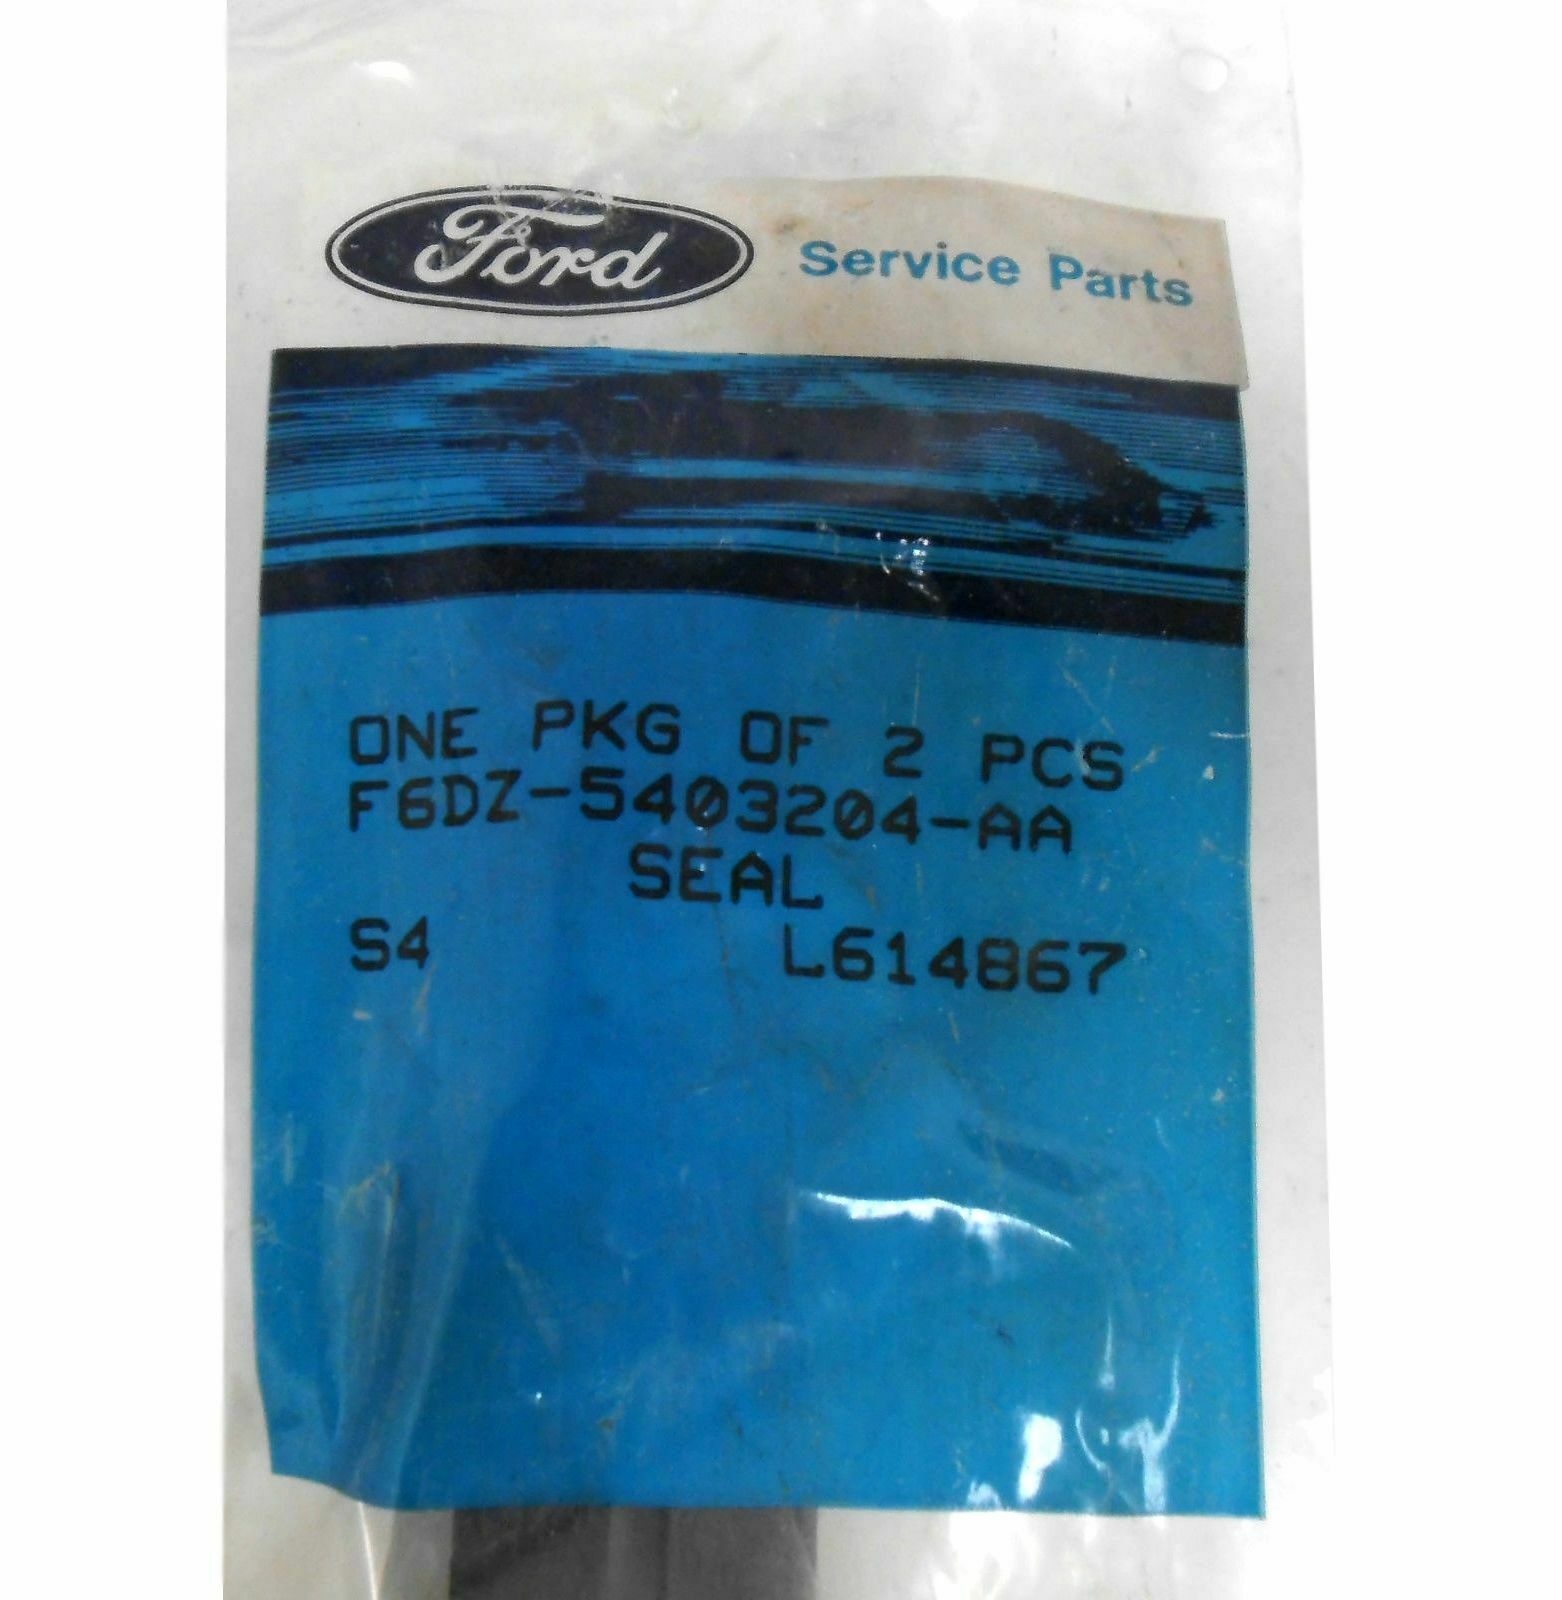 Ford Service Parts
ONE PKG OF 2 PCS
F6DZ-5403204-AA
SEAL
S4 L614867